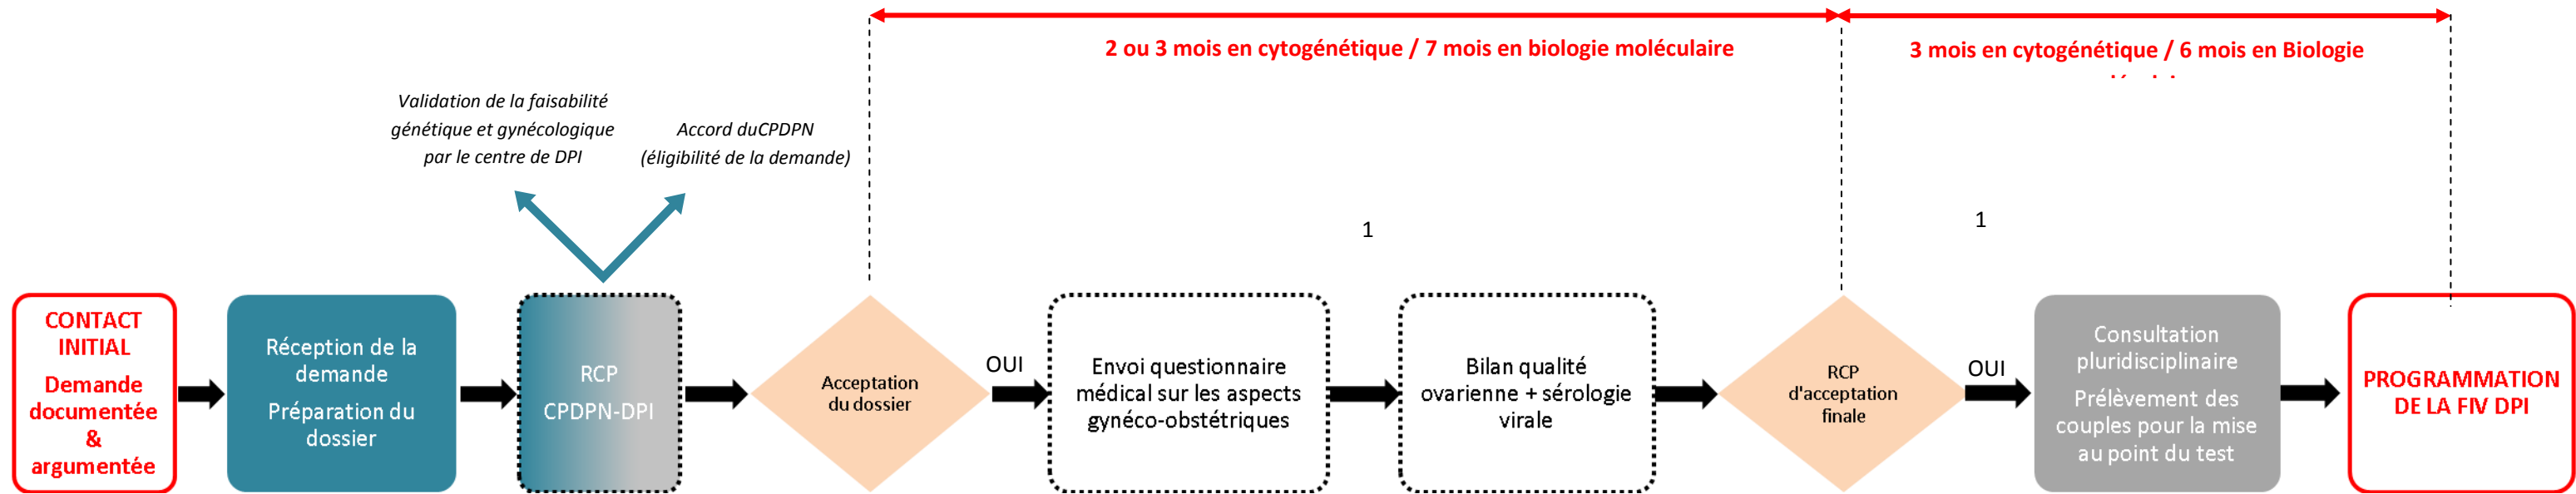 2 ou 3 mois en cytogénétique / 7 mois en biologie moléculaire
3 mois en cytogénétique / 6 mois en Biologie
Validation de la faisabilité
génétique et gynécologique
par le centre de DPI
Accord duCPDPN
(éligibilité de la demande)
1
1
CONTACT
INITIAL
Demande
documentée
&
argumentée
Réception de la
demande
Préparation du
dossier
RCP
CPDPN-DPI
Acceptation
du dossier
OUI
Envoi questionnaire
médical sur les aspects
gynéco-obstétriques
Bilan qualité
ovarienne + sérologie
virale
RCP
d'acceptation
finale
OUI
Consultation
pluridisciplinaire
Prélèvement des
couples pour la mise
au point du test
PROGRAMMATION
DE LA FIV DPI